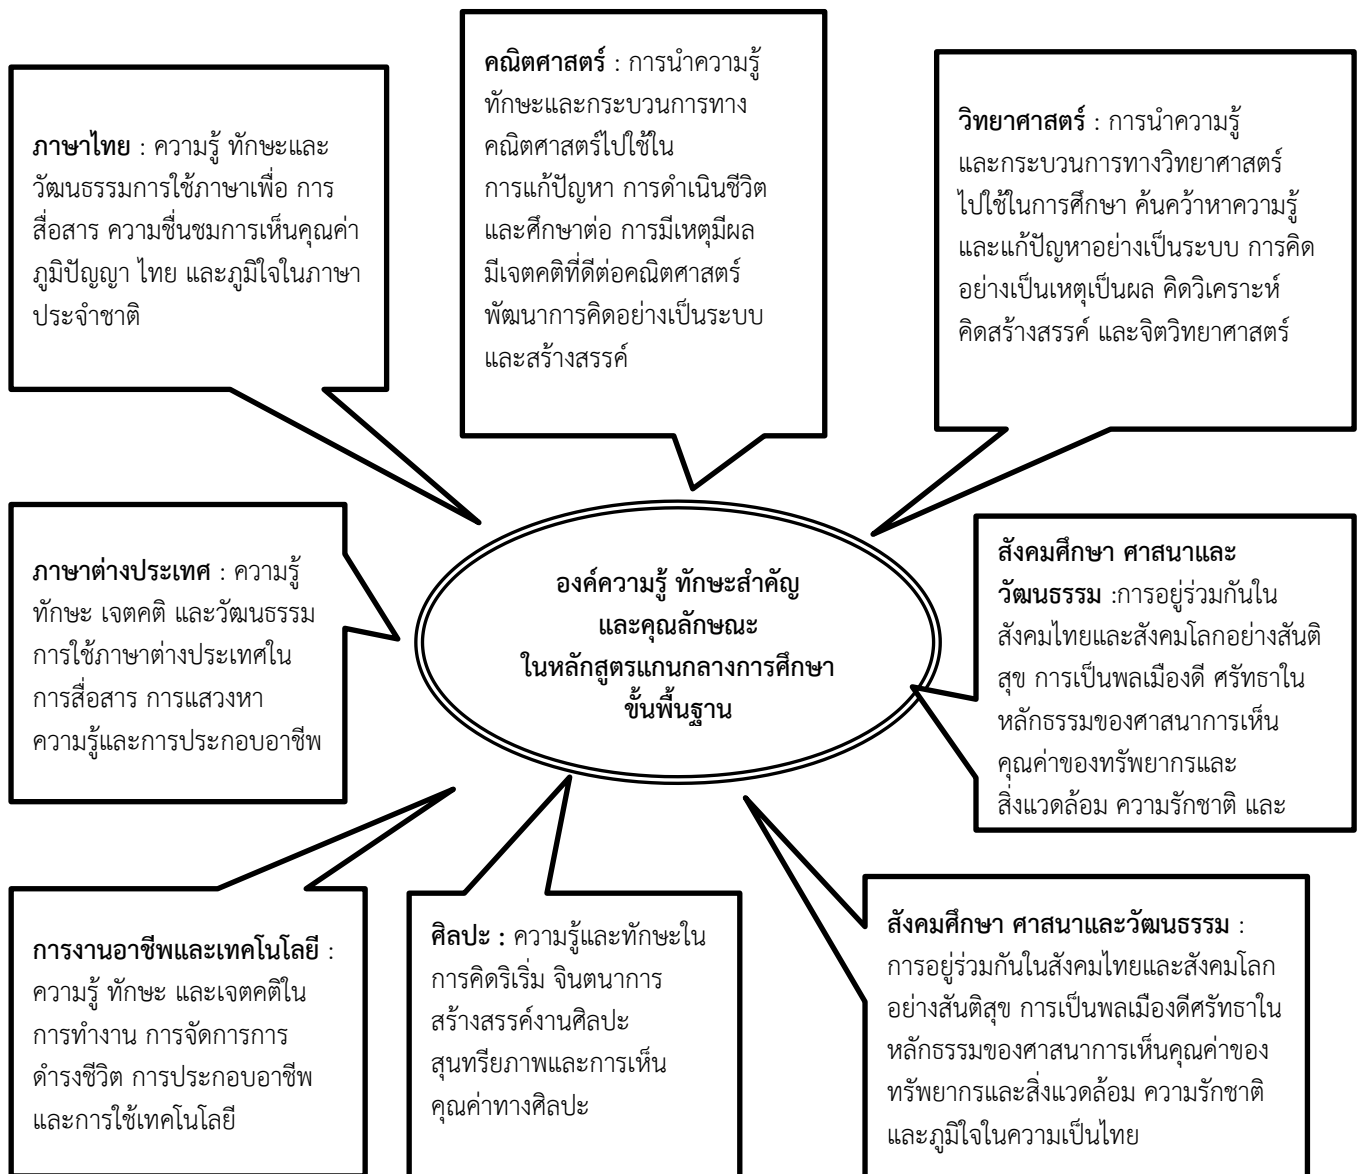 ภาษาไทย : ความรู้ ทักษะและ
วัฒนธรรมการใช้ภาษาเพื่อ การ
สื่อสาร ความชื่นชมการเห็นคุณค่า
ภูมิปัญญา ไทย และภูมิใจในภาษา
ประจำชาติ
คณิตศาสตร์ : การนำความรู้
ทักษะและกระบวนการทาง
คณิตศาสตร์ไปใช้ใน
การแก้ปัญหา การดำเนินชีวิต
และศึกษาต่อ การมีเหตุมีผล
มีเจตคติที่ดีต่อคณิตศาสตร์
พัฒนาการคิดอย่างเป็นระบบ
และสร้างสรรค์
วิทยาศาสตร์ : การนำความรู้
และกระบวนการทางวิทยาศาสตร์
ไปใช้ในการศึกษา ค้นคว้าหาความรู้
และแก้ปัญหาอย่างเป็นระบบ การคิด
อย่างเป็นเหตุเป็นผล คิดวิเคราะห์
คิดสร้างสรรค์ และจิตวิทยาศาสตร์
ภาษาต่างประเทศ : ความรู้
ทักษะ เจตคติ และวัฒนธรรม
การใช้ภาษาต่างประเทศใน
การสื่อสาร การแสวงหา
ความรู้และการประกอบอาชีพ
องค์ความรู้ ทักษะสำคัญ
และคุณลักษณะ
ในหลักสูตรแกนกลางการศึกษา
ขั้นพื้นฐาน
สังคมศึกษา ศาสนาและ
วัฒนธรรม :การอยู่ร่วมกันใน
สังคมไทยและสังคมโลกอย่างสันติ
สุข การเป็นพลเมืองดี ศรัทธาใน
หลักธรรมของศาสนาการเห็น
คุณค่าของทรัพยากรและ
สิ่งแวดล้อม ความรักชาติ และ
การงานอาชีพและเทคโนโลยี :
ความรู้ ทักษะ และเจตคติใน
การทำงาน การจัดการการ
ดำรงชีวิต การประกอบอาชีพ
และการใช้เทคโนโลยี
ศิลปะ : ความรู้และทักษะใน
การคิดริเริ่ม จินตนาการ
สร้างสรรค์งานศิลปะ
สุนทรียภาพและการเห็น
คุณค่าทางศิลปะ
สังคมศึกษา ศาสนาและวัฒนธรรม :
การอยู่ร่วมกันในสังคมไทยและสังคมโลก
อย่างสันติสุข การเป็นพลเมืองดีศรัทธาใน
หลักธรรมของศาสนาการเห็นคุณค่าของ
ทรัพยากรและสิ่งแวดล้อม ความรักชาติ
และภูมิใจในความเป็นไทย